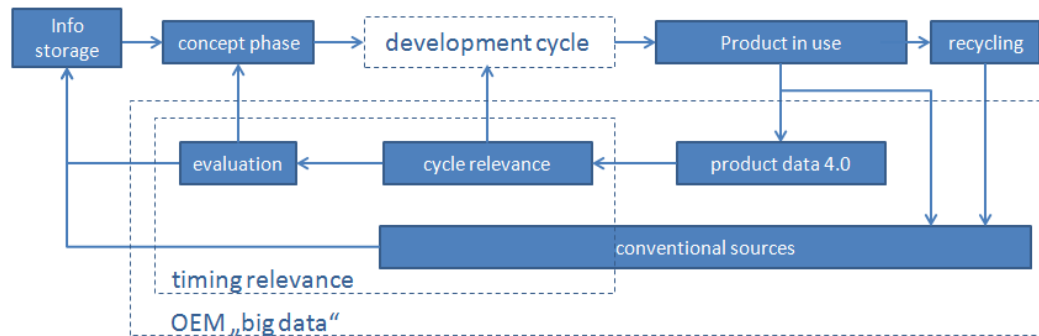 Info
storage
concept phase
development cycle
Product in use
recycling
evaluation
cycle relevance
product data 4.0
conventional sources
timing relevance
OEM „big data“